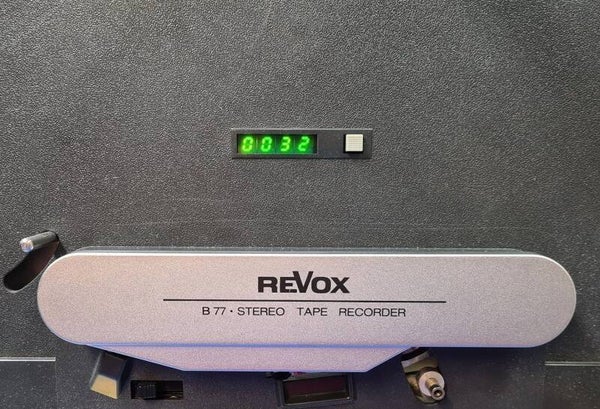 0032
REVOX
B 77 · STEREO TAPE RECORDER